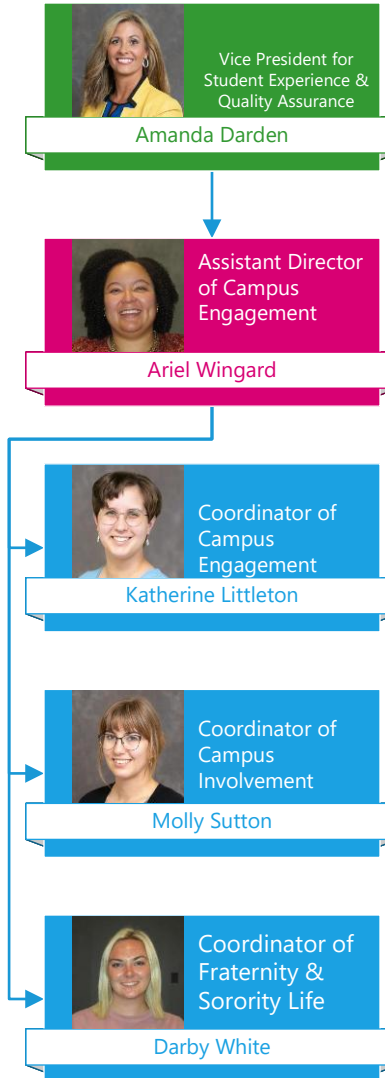 Vice President for
Student Experience &
Quality Assurance
Amanda Darden
Assistant Director
of Campus
Engagement
Ariel Wingard
Coordinator of
Campus
Engagement
Katherine Littleton
Coordinator of
Campus
Involvement
Molly Sutton
Coordinator of
Fraternity &
Sorority Life
Darby White